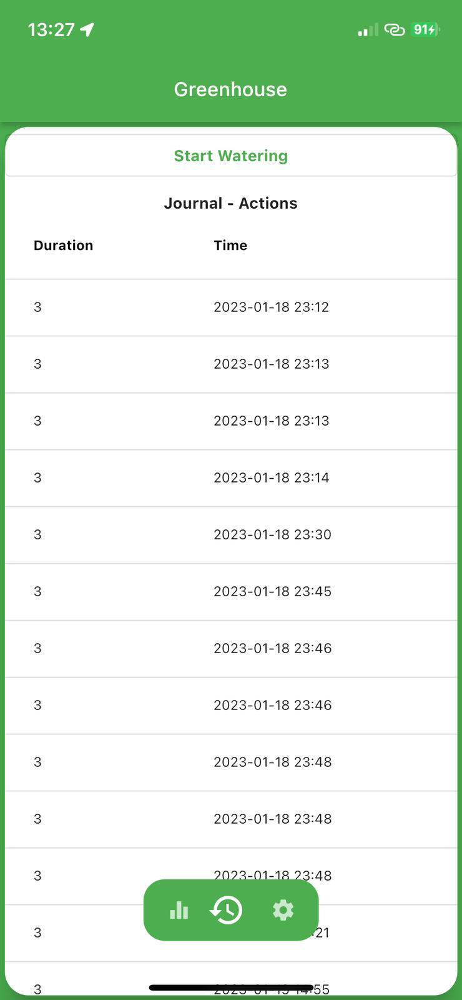 13:27
91
Greenhouse
Start Watering
Journal - Actions
Duration Time
3 2023-01-18 23:12
3 2023-01-18 23:13
3 2023-01-18 23:13
3 2023-01-18 23:14
3 2023-01-18 23:30
3 2023-01-18 23:45
3 2023-01-18 23:46
3 2023-01-18 23:46
3 2023-01-18 23:48
3 2023-01-18 23:48
3 2023-01-18 23:48
3 :21
3 2023-01-19 14:55